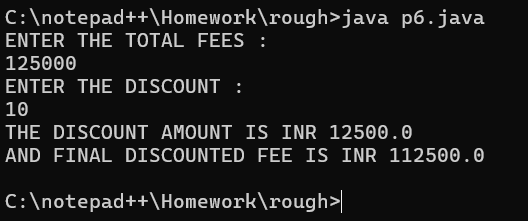 C:\notepad++\Homework\rough>java p6.java
ENTER THE TOTAL FEES :
125000
ENTER THE DISCOUNT :
10
THE DISCOUNT AMOUNT IS INR 12500.0
AND FINAL DISCOUNTED FEE IS INR 112500.0
C:\notepad++\Homework\rough>